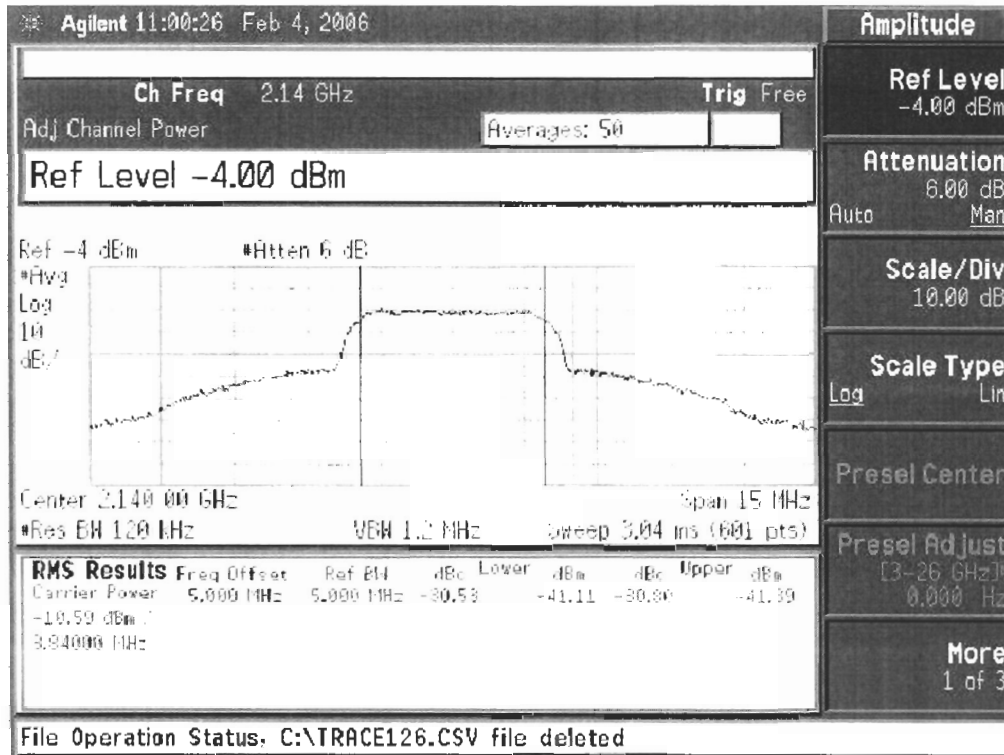 Agilent 11:00:26 Feb 4, 2006
Amplitude
Ch Freq 2.14 GHz Trig Free
Adj Channel Power Averages: 50
Ref Level -4.00 dBm
Ref -4 dBm #Atten 6 dB
#Avg
Log
10
dB/
Center 2.140 00 GHz Span 15 MHz
#Res BW 120 kHz VBW 1.2 MHz Sweep 3.04 ms (601 pts)
RMS Results Freq Offset Ref BW dBc Lower dBm dBc Upper dBm
Carrier Power 5.000 MHz 5.000 MHz -30.53 -41.11 -30.80 -41.39
-10.59 dBm /
3.84000 MHz
File Operation Status, C:\TRACE126.CSV file deleted
Ref Level
-4.00 dBm
Attenuation
6.00 dB
Auto Man
Scale/Div
10.00 dB
Scale Type
Log Lin
Presel Center
Presel Adjust
[3-26 GHz]
0.000 Hz
More
1 of 3